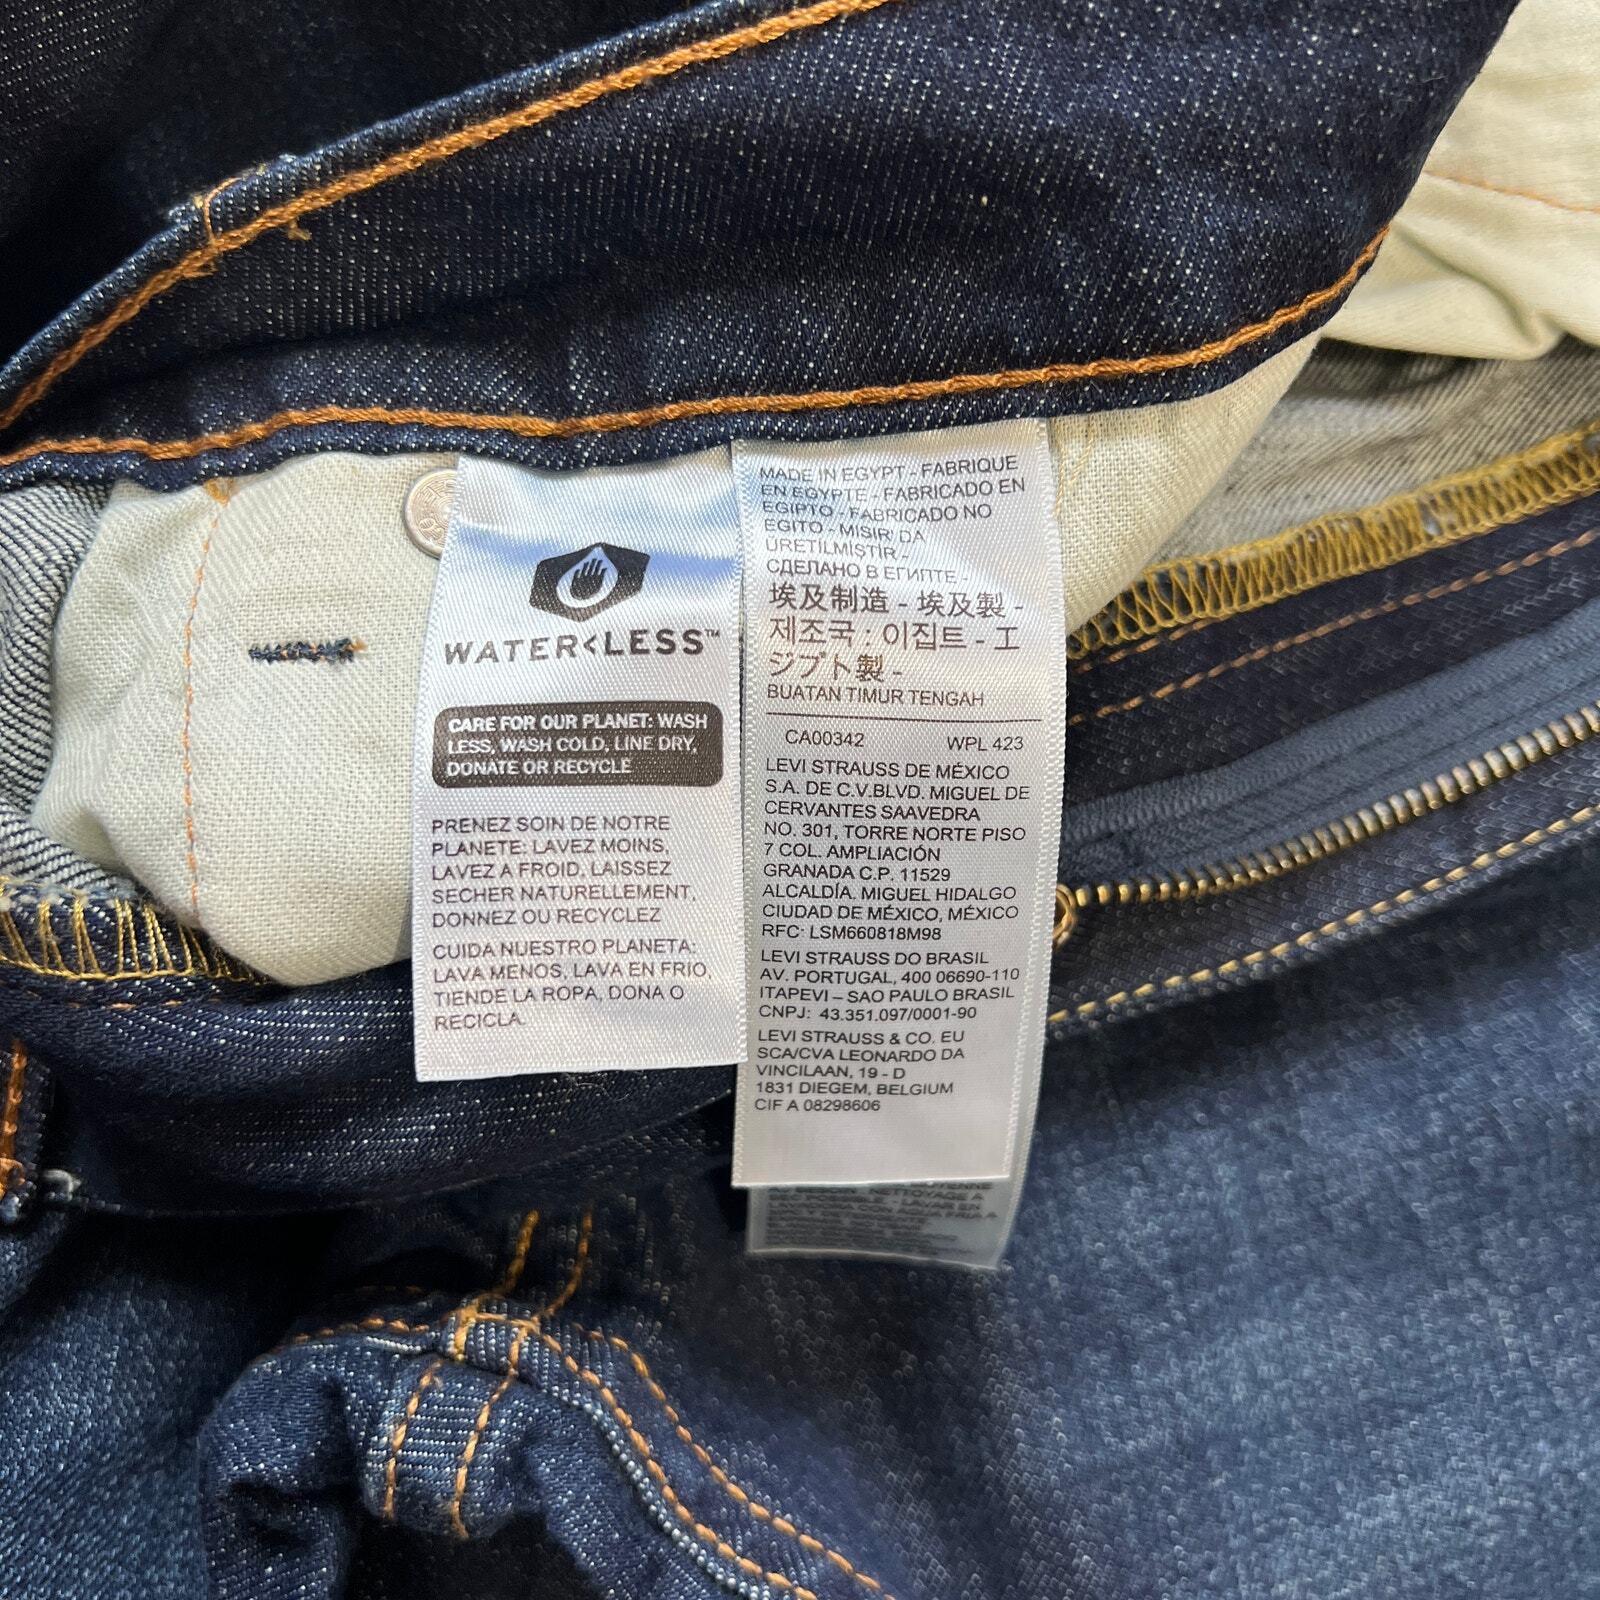 WATER<LESS™
CARE FOR OUR PLANET: WASH
LESS, WASH COLD, LINE DRY,
DONATE OR RECYCLE
PRENEZ SOIN DE NOTRE
PLANETE: LAVEZ MOINS,
LAVEZ A FROID, LAISSEZ
SECHER NATURELLEMENT,
DONNEZ OU RECYCLEZ
CUIDA NUESTRO PLANETA:
LAVA MENOS, LAVA EN FRIO,
TIENDE LA ROPA, DONA O
RECICLA.
MADE IN EGYPT - FABRIQUE
EN EGYPTE - FABRICADO EN
EGIPTO - FABRICADO NO
EGITO - MISIR' DA
ÜRETILMISTIR -
СДЕЛАНО В ЕГИПТЕ -
埃及制造 - 埃及製 -
제조국 : 이집트 - エ
ジプト製 -
BUATAN TIMUR TENGAH
CA00342 WPL 423
LEVI STRAUSS DE MÉXICO
S.A. DE C.V.BLVD. MIGUEL DE
CERVANTES SAAVEDRA
NO. 301, TORRE NORTE PISO
7 COL. AMPLIACIÓN
GRANADA C.P. 11529
ALCALDÍA. MIGUEL HIDALGO
CIUDAD DE MÉXICO, MÉXICO
RFC: LSM660818M98
LEVI STRAUSS DO BRASIL
AV. PORTUGAL, 400 06690-110
ITAPEVI – SAO PAULO BRASIL
CNPJ: 43.351.097/0001-90
LEVI STRAUSS & CO. EU
SCA/CVA LEONARDO DA
VINCILAAN, 19 - D
1831 DIEGEM, BELGIUM
CIF A 08298606
NETTOYAGE A
LAVAR EN
CON AGUA FRIA A